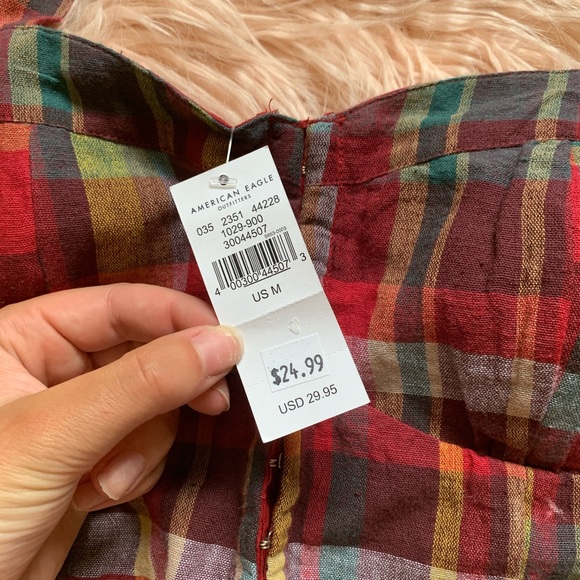 AMERICAN EAGLE
OUTFITTERS
035 2351 44228
1029-900
30044507
4 00300 44507 3
US M
$24.99
USD 29.95